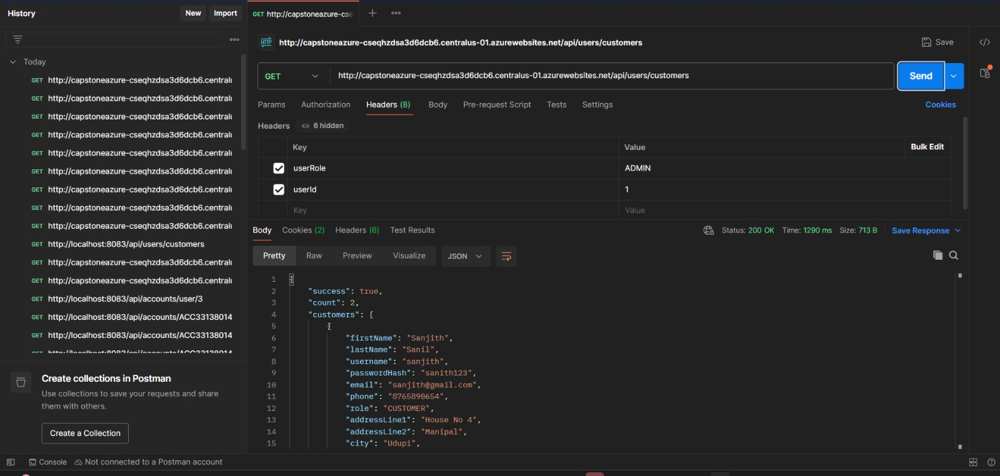 History
New
Import
GET http://capstoneazure-cse
Today
GET http://capstoneazure-cseqhzdsa3d6dcb6.centralu
GET http://capstoneazure-cseqhzdsa3d6dcb6.centralu
GET http://capstoneazure-cseqhzdsa3d6dcb6.centralu
GET http://capstoneazure-cseqhzdsa3d6dcb6.centralu
GET http://capstoneazure-cseqhzdsa3d6dcb6.centralu
GET http://capstoneazure-cseqhzdsa3d6dcb6.centralu
GET http://capstoneazure-cseqhzdsa3d6dcb6.centralu
GET http://capstoneazure-cseqhzdsa3d6dcb6.centralu
GET http://capstoneazure-cseqhzdsa3d6dcb6.centralu
GET http://localhost:8083/api/users/customers
GET http://capstoneazure-cseqhzdsa3d6dcb6.centralu
GET http://capstoneazure-cseqhzdsa3d6dcb6.centralu
GET http://localhost:8083/api/accounts/user/3
GET http://localhost:8083/api/accounts/ACC33138014
GET http://localhost:8083/api/accounts/ACC33138014
GET http://localhost:8083/api/accounts/ACC33138014
Create collections in Postman
Use collections to save your requests and share
them with others.
Create a Collection
HTTP http://capstoneazure-cseqhzdsa3d6dcb6.centralus-01.azurewebsites.net/api/users/customers
Save
</>
GET http://capstoneazure-cseqhzdsa3d6dcb6.centralus-01.azurewebsites.net/api/users/customers
Send
Params Authorization Headers (8) Body Pre-request Script Tests Settings Cookies
Headers 6 hidden
Key Value Bulk Edit
userRole ADMIN
userId 1
Key Value
Body Cookies (2) Headers (6) Test Results
Status: 200 OK Time: 1290 ms Size: 713 B Save Response
Pretty Raw Preview Visualize JSON
1 {
2 "success": true,
3 "count": 2,
4 "customers": [
5 {
6 "firstName": "Sanjith",
7 "lastName": "Sanil",
8 "username": "sanjith",
9 "passwordHash": "sanith123",
10 "email": "sanjith@gmail.com",
11 "phone": "8765890654",
12 "role": "CUSTOMER",
13 "addressLine1": "House No 4",
14 "addressLine2": "Manipal",
15 "city": "Udupi",
Console Not connected to a Postman account